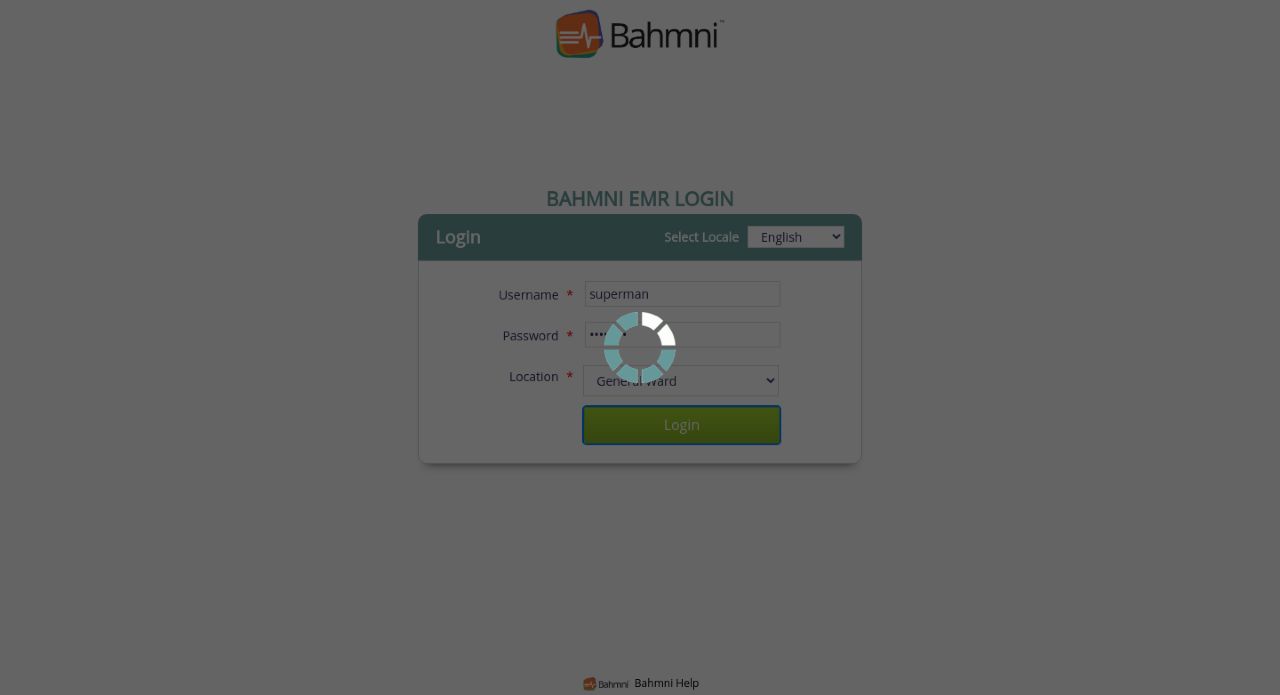 Bahmni™
BAHMNI EMR LOGIN
Login
Select Locale English
Username * superman
Password *
Location * General Ward
Login
Bahmni Bahmni Help